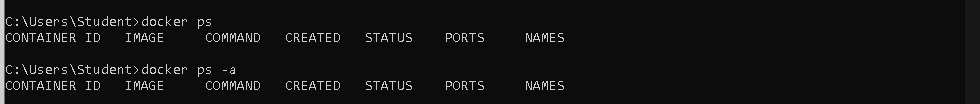 C:\Users\Student>docker ps
CONTAINER ID   IMAGE     COMMAND   CREATED   STATUS    PORTS     NAMES
C:\Users\Student>docker ps -a
CONTAINER ID   IMAGE     COMMAND   CREATED   STATUS    PORTS     NAMES